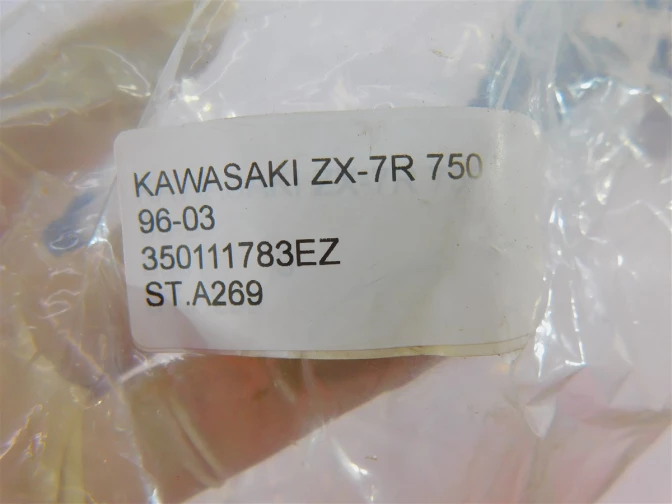 KAWASAKI ZX-7R 750
96-03
350111783EZ
ST.A269